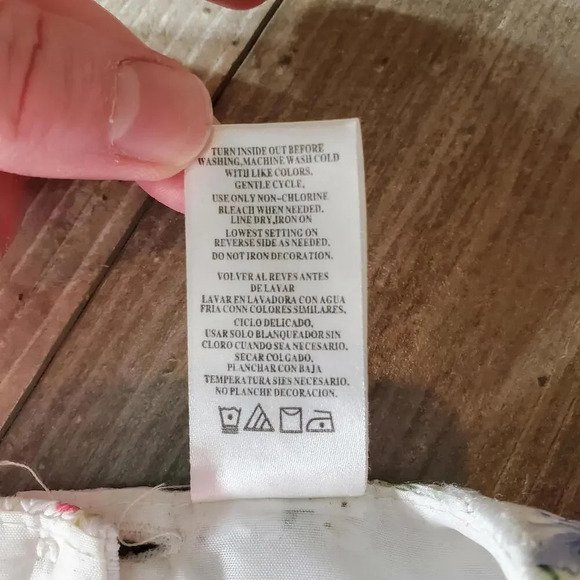 TURN INSIDE OUT BEFORE
WASHING,MACHINE WASH COLD
WITH LIKE COLORS.
GENTLE CYCLE,
USE ONLY NON-CHLORINE
BLEACH WHEN NEEDED.
LINE DRY,IRON ON
LOWEST SETTING ON
REVERSE SIDE AS NEEDED.
DO NOT IRON DECORATION.
VOLVER AL REVES ANTES
DE LAVAR
LAVAR EN LAVADORA CON AGUA
FRIA CONN COLORES SIMILARES.
CICLO DELICADO,
USAR SOLO BLANQUEADOR SIN
CLORO CUANDO SEA NECESARIO.
SECAR COLGADO,
PLANCHAR CON BAJA
TEMPERATURA SIES NECESARIO.
NO PLANCHE DECORACION.